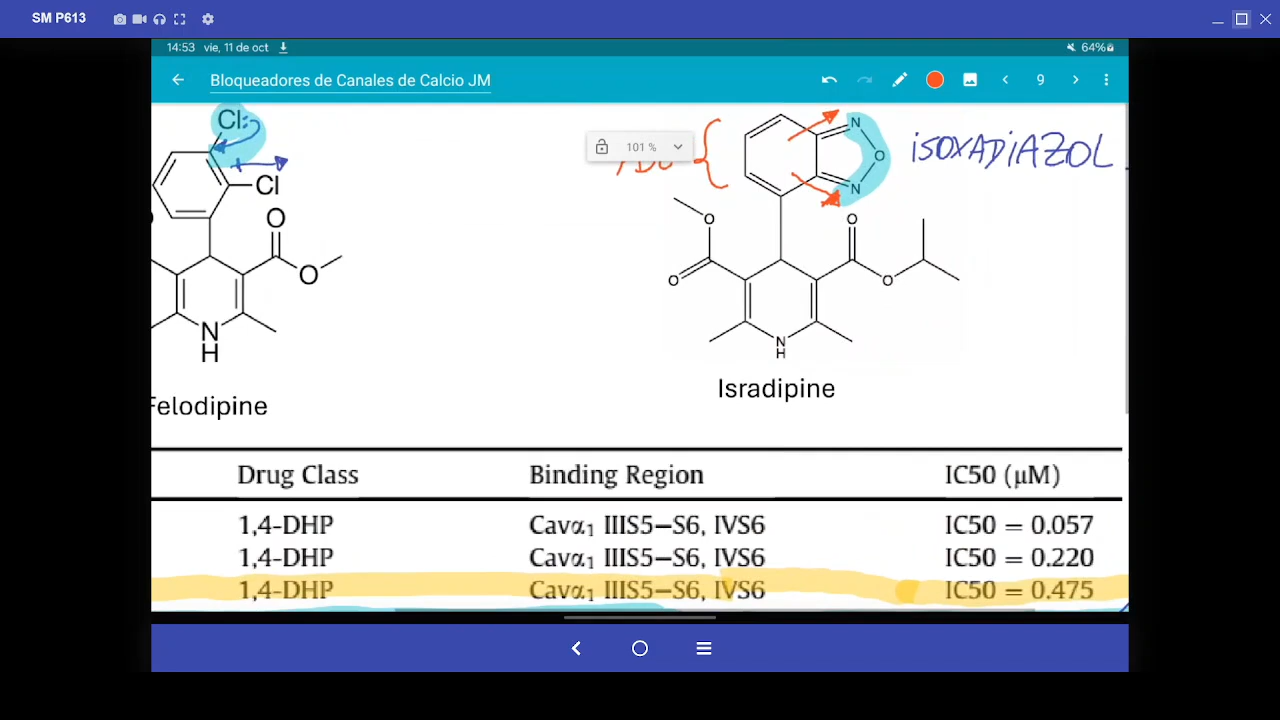 SM P613
14:53 vie, 11 de oct 64%
Bloqueadores de Canales de Calcio JM 9
Cl:
Cl
O
O
N
H
Felodipine
101 %
N
O
N
isoxADiAZOL
O
O
O
O
N
H
Isradipine
Drug Class Binding Region IC50 (μM)
1,4-DHP Cavα₁ IIIS5–S6, IVS6 IC50 = 0.057
1,4-DHP Cavα₁ IIIS5–S6, IVS6 IC50 = 0.220
1,4-DHP Cavα₁ IIIS5–S6, IVS6 IC50 = 0.475